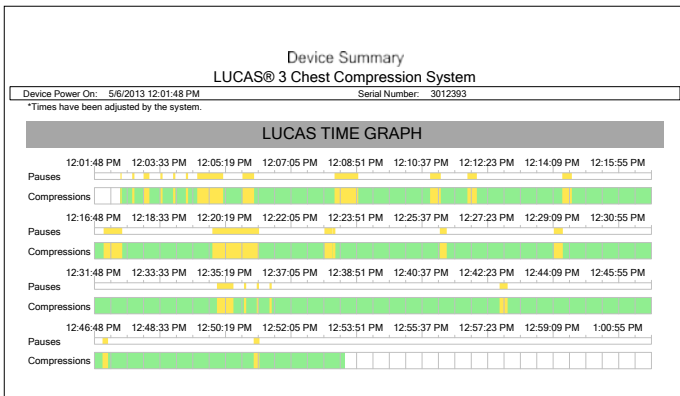 Device Summary
LUCAS® 3 Chest Compression System
Device Power On: 5/6/2013 12:01:48 PM Serial Number: 3012393
*Times have been adjusted by the system.
LUCAS TIME GRAPH
12:01:48 PM 12:03:33 PM 12:05:19 PM 12:07:05 PM 12:08:51 PM 12:10:37 PM 12:12:23 PM 12:14:09 PM 12:15:55 PM
Pauses
Compressions
12:16:48 PM 12:18:33 PM 12:20:19 PM 12:22:05 PM 12:23:51 PM 12:25:37 PM 12:27:23 PM 12:29:09 PM 12:30:55 PM
Pauses
Compressions
12:31:48 PM 12:33:33 PM 12:35:19 PM 12:37:05 PM 12:38:51 PM 12:40:37 PM 12:42:23 PM 12:44:09 PM 12:45:55 PM
Pauses
Compressions
12:46:48 PM 12:48:33 PM 12:50:19 PM 12:52:05 PM 12:53:51 PM 12:55:37 PM 12:57:23 PM 12:59:09 PM 1:00:55 PM
Pauses
Compressions